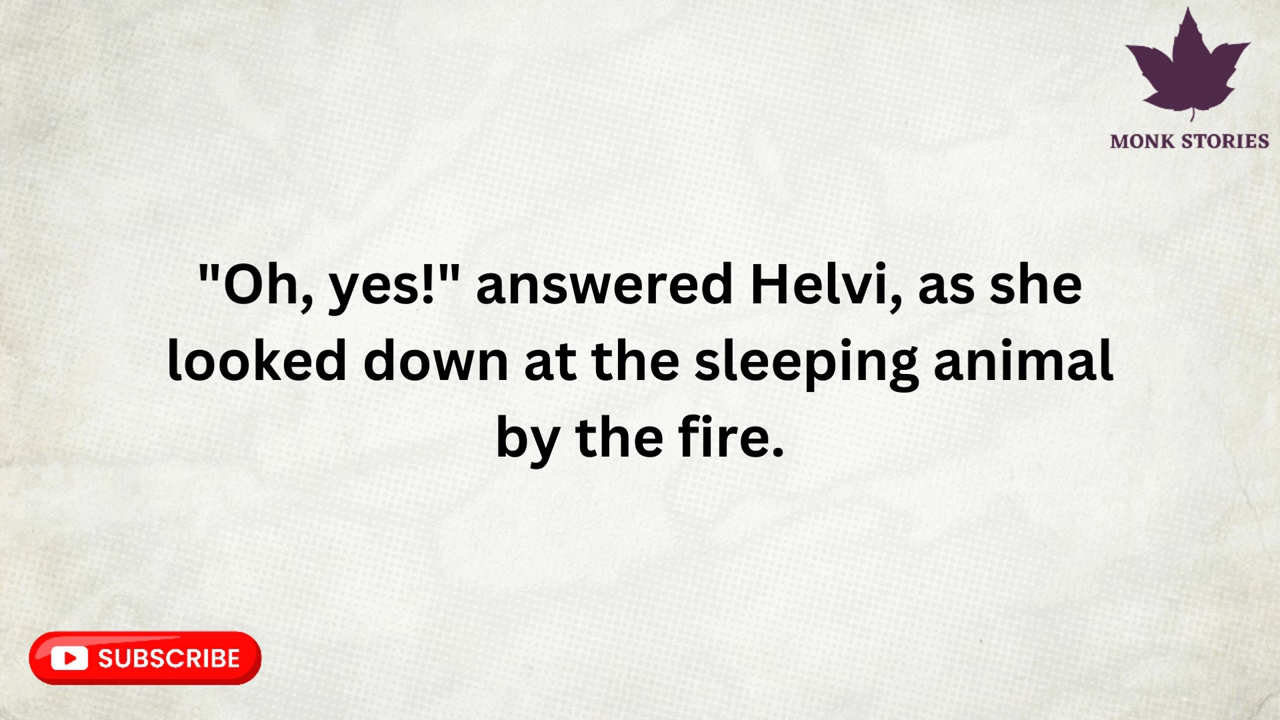 MONK STORIES
"Oh, yes!" answered Helvi, as she
looked down at the sleeping animal
by the fire.
SUBSCRIBE